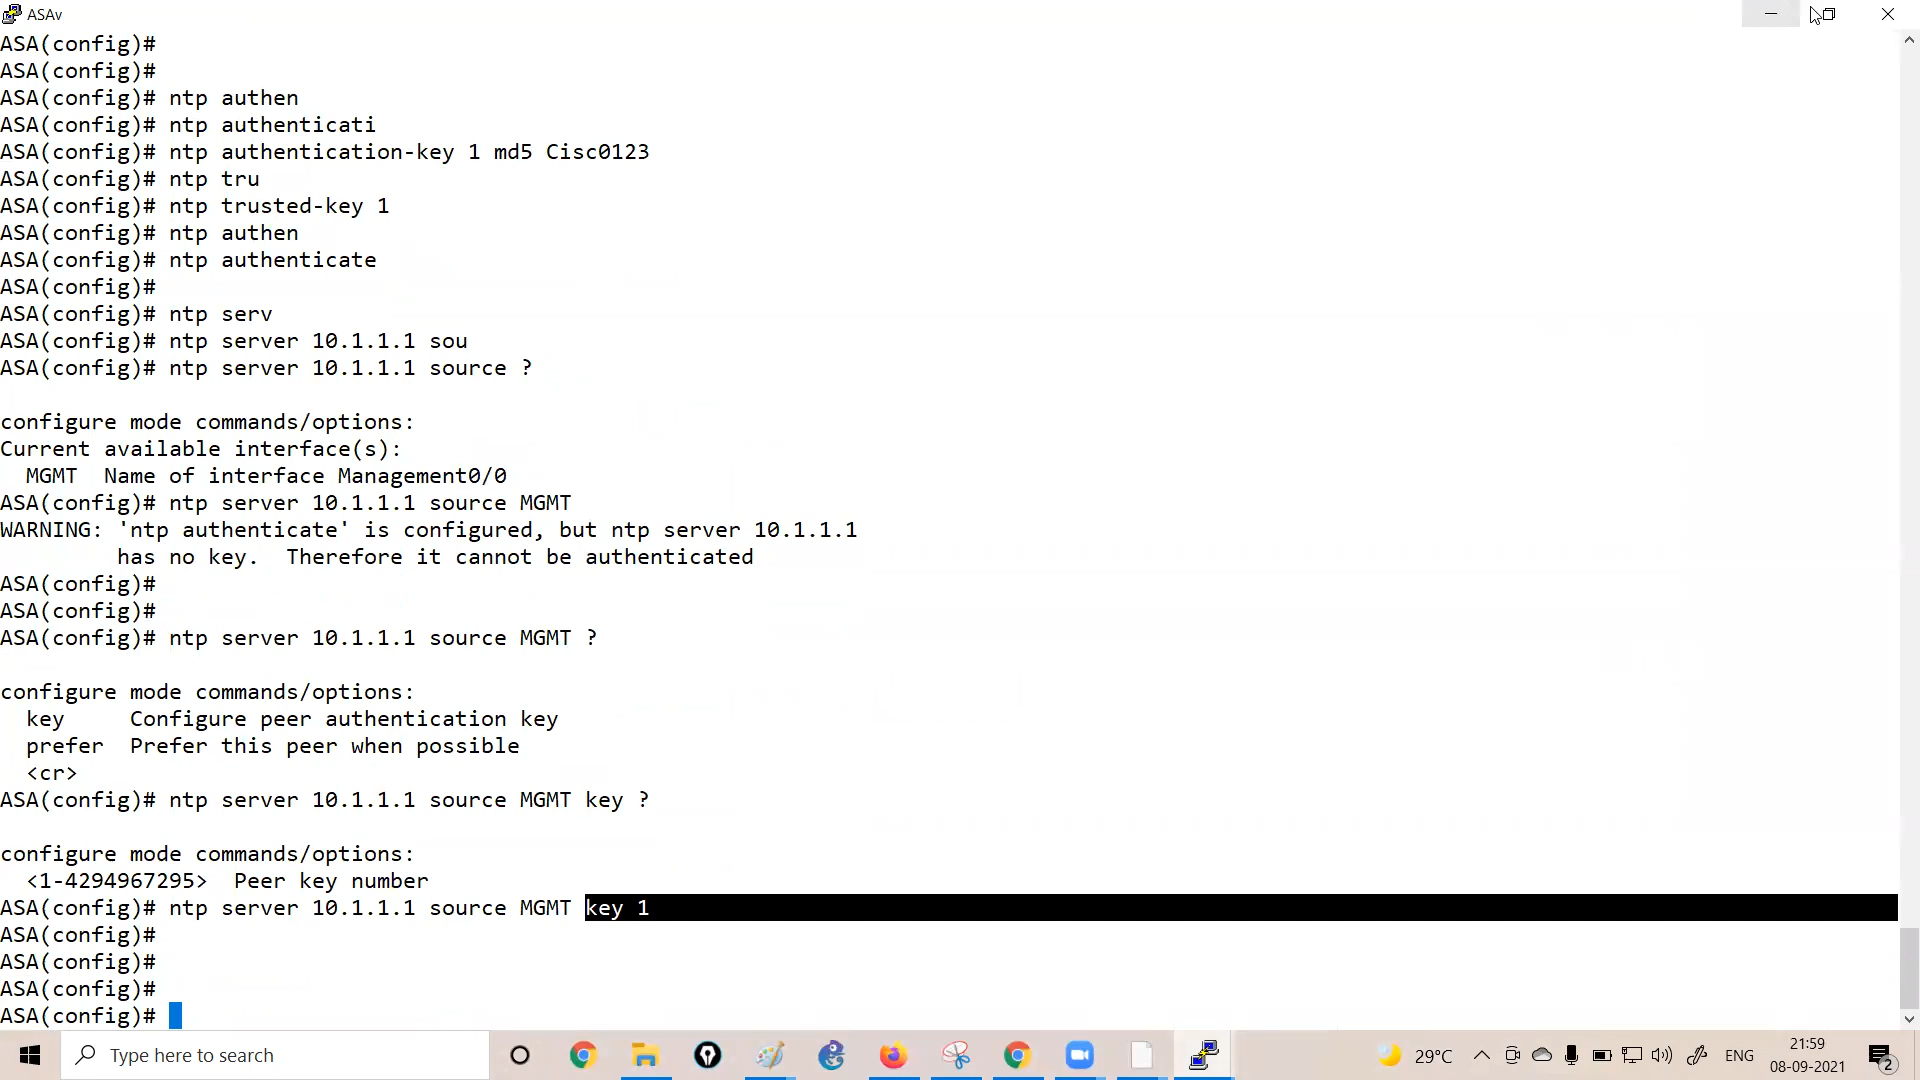 ASAv
ASA(config)#
ASA(config)#
ASA(config)# ntp authen
ASA(config)# ntp authenticati
ASA(config)# ntp authentication-key 1 md5 Cisc0123
ASA(config)# ntp tru
ASA(config)# ntp trusted-key 1
ASA(config)# ntp authen
ASA(config)# ntp authenticate
ASA(config)#
ASA(config)# ntp serv
ASA(config)# ntp server 10.1.1.1 sou
ASA(config)# ntp server 10.1.1.1 source ?
configure mode commands/options:
Current available interface(s):
MGMT  Name of interface Management0/0
ASA(config)# ntp server 10.1.1.1 source MGMT
WARNING: 'ntp authenticate' is configured, but ntp server 10.1.1.1
has no key.  Therefore it cannot be authenticated
ASA(config)#
ASA(config)#
ASA(config)# ntp server 10.1.1.1 source MGMT ?
configure mode commands/options:
key     Configure peer authentication key
prefer  Prefer this peer when possible
<cr>
ASA(config)# ntp server 10.1.1.1 source MGMT key ?
configure mode commands/options:
<1-4294967295>  Peer key number
ASA(config)# ntp server 10.1.1.1 source MGMT key 1
ASA(config)#
ASA(config)#
ASA(config)#
ASA(config)#
Type here to search
29°C
ENG
21:59
08-09-2021
2